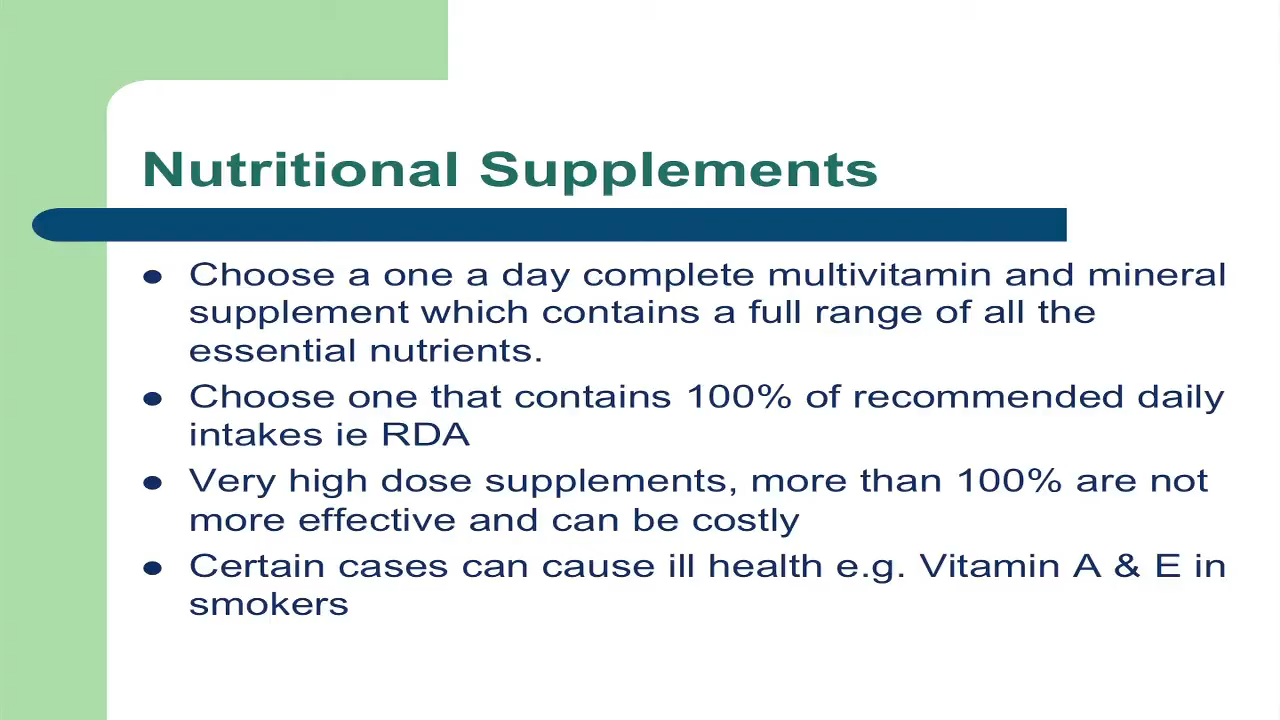 Nutritional Supplements
● Choose a one a day complete multivitamin and mineral
supplement which contains a full range of all the
essential nutrients.
● Choose one that contains 100% of recommended daily
intakes ie RDA
● Very high dose supplements, more than 100% are not
more effective and can be costly
● Certain cases can cause ill health e.g. Vitamin A & E in
smokers